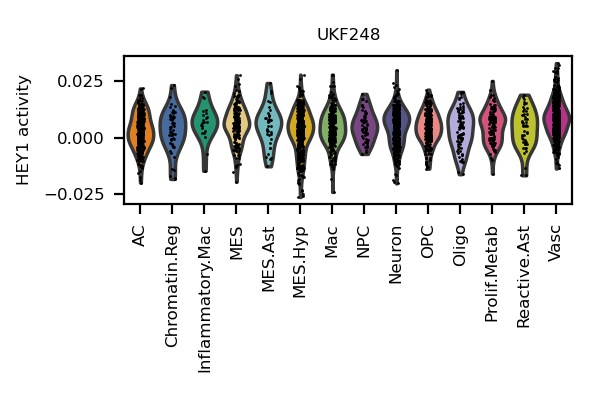 UKF248
HEY1 activity
0.025
0.000
−0.025
AC
Chromatin.Reg
Inflammatory.Mac
MES
MES.Ast
MES.Hyp
Mac
NPC
Neuron
OPC
Oligo
Prolif.Metab
Reactive.Ast
Vasc